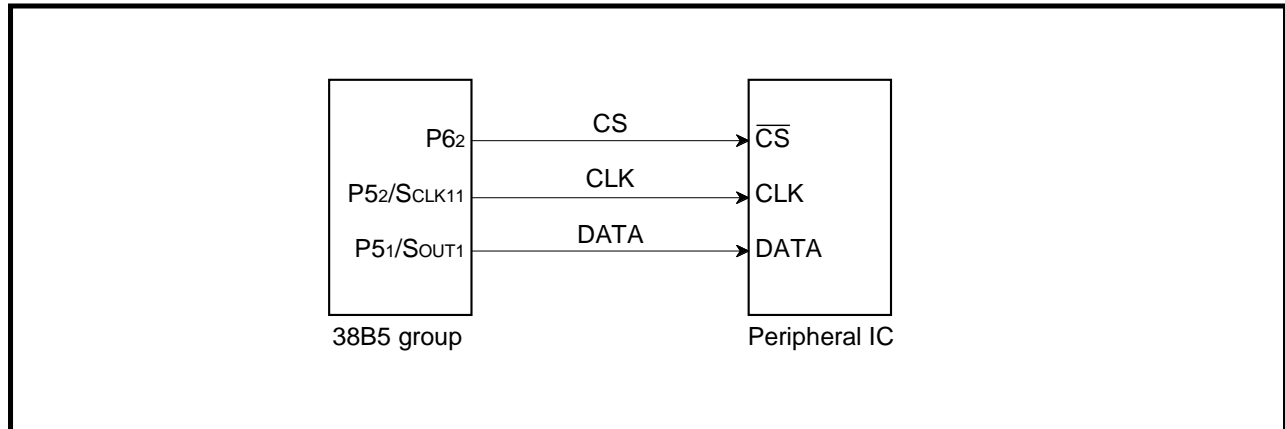 P62 CS CS
P52/SCLK11 CLK CLK
P51/SOUT1 DATA DATA
38B5 group Peripheral IC